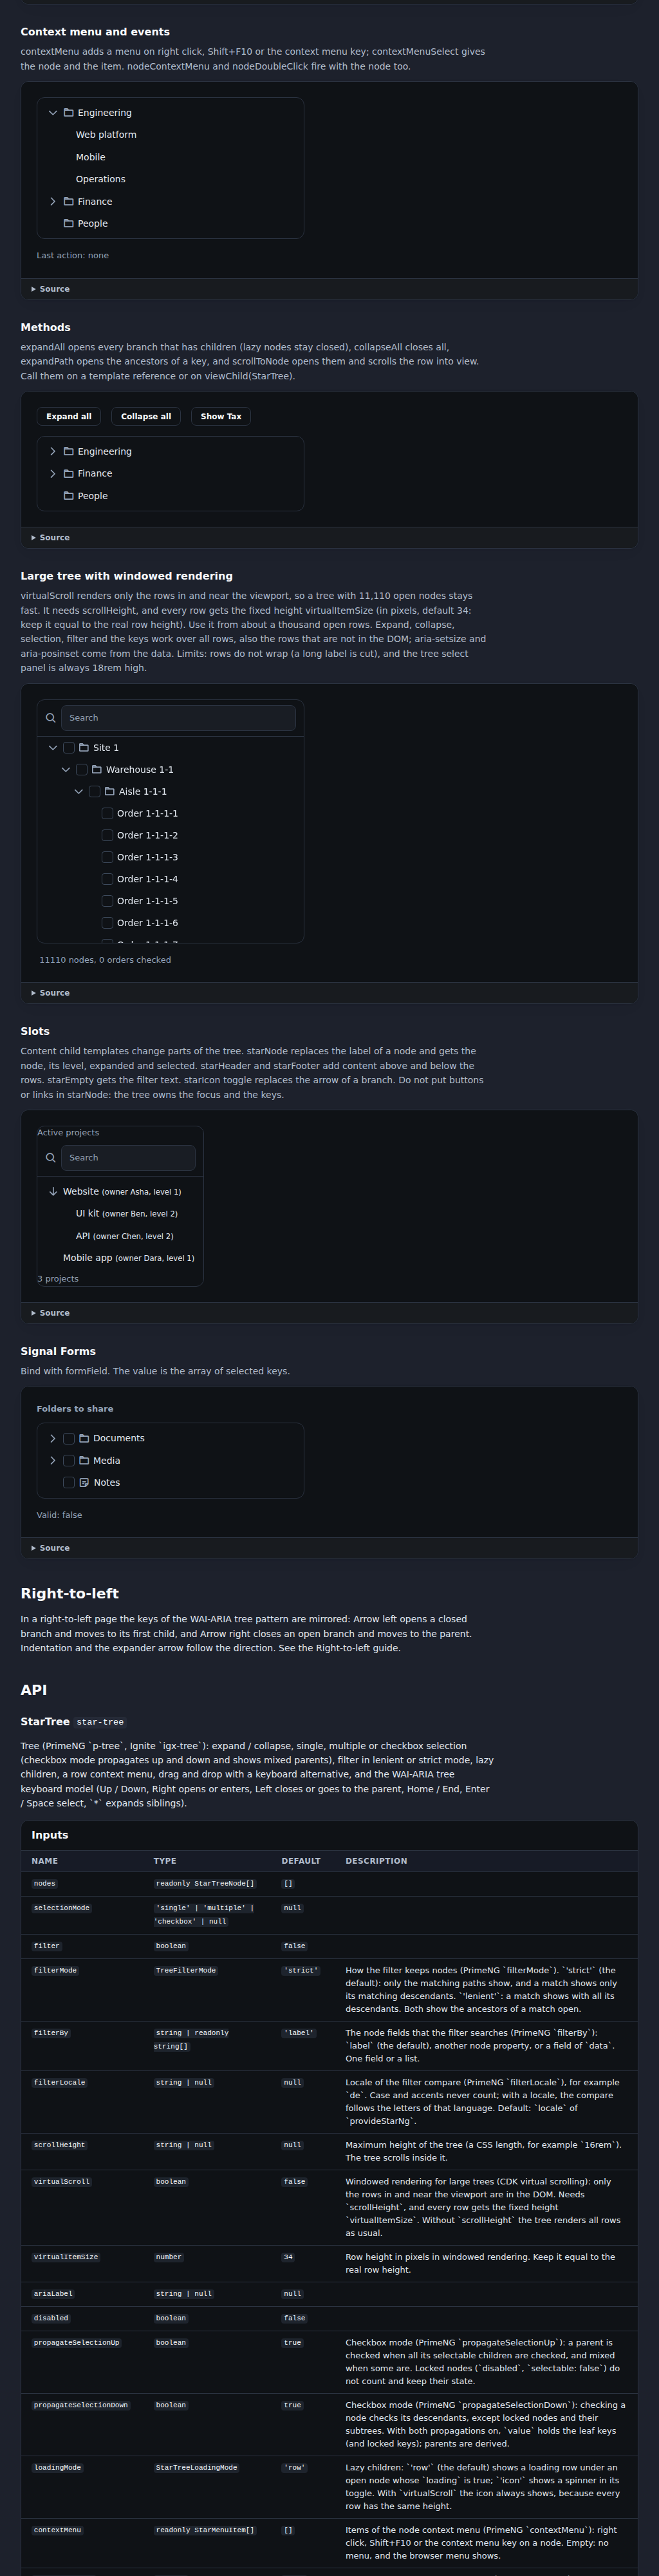 Context menu and events
contextMenu adds a menu on right click, Shift+F10 or the context menu key; contextMenuSelect gives
the node and the item. nodeContextMenu and nodeDoubleClick fire with the node too.
Engineering
Web platform
Mobile
Operations
Finance
People
Last action: none
Source
Methods
expandAll opens every branch that has children (lazy nodes stay closed), collapseAll closes all,
expandPath opens the ancestors of a key, and scrollToNode opens them and scrolls the row into view.
Call them on a template reference or on viewChild(StarTree).
Expand all Collapse all Show Tax
Engineering
Finance
People
Source
Large tree with windowed rendering
virtualScroll renders only the rows in and near the viewport, so a tree with 11,110 open nodes stays
fast. It needs scrollHeight, and every row gets the fixed height virtualItemSize (in pixels, default 34:
keep it equal to the real row height). Use it from about a thousand open rows. Expand, collapse,
selection, filter and the keys work over all rows, also the rows that are not in the DOM; aria-setsize and
aria-posinset come from the data. Limits: rows do not wrap (a long label is cut), and the tree select
panel is always 18rem high.
Search
Site 1
Warehouse 1-1
Aisle 1-1-1
Order 1-1-1-1
Order 1-1-1-2
Order 1-1-1-3
Order 1-1-1-4
Order 1-1-1-5
Order 1-1-1-6
Order 1-1-1-7
11110 nodes, 0 orders checked
Source
Slots
Content child templates change parts of the tree. starNode replaces the label of a node and gets the
node, its level, expanded and selected. starHeader and starFooter add content above and below the
rows. starEmpty gets the filter text. starIcon toggle replaces the arrow of a branch. Do not put buttons
or links in starNode: the tree owns the focus and the keys.
Active projects
Search
Website (owner Asha, level 1)
UI kit (owner Ben, level 2)
API (owner Chen, level 2)
Mobile app (owner Dara, level 1)
3 projects
Source
Signal Forms
Bind with formField. The value is the array of selected keys.
Folders to share
Documents
Media
Notes
Valid: false
Source
Right-to-left
In a right-to-left page the keys of the WAI-ARIA tree pattern are mirrored: Arrow left opens a closed
branch and moves to its first child, and Arrow right closes an open branch and moves to the parent.
Indentation and the expander arrow follow the direction. See the Right-to-left guide.
API
StarTree star-tree
Tree (PrimeNG `p-tree`, Ignite `igx-tree`): expand / collapse, single, multiple or checkbox selection
(checkbox mode propagates up and down and shows mixed parents), filter in lenient or strict mode, lazy
children, a row context menu, drag and drop with a keyboard alternative, and the WAI-ARIA tree
keyboard model (Up / Down, Right opens or enters, Left closes or goes to the parent, Home / End, Enter
/ Space select, `*` expands siblings).
Inputs
NAME TYPE DEFAULT DESCRIPTION
nodes readonly StarTreeNode[] []
selectionMode 'single' | 'multiple' | null
'checkbox' | null
filter boolean false
filterMode TreeFilterMode 'strict' How the filter keeps nodes (PrimeNG `filterMode`). `'strict'` (the
default): only the matching paths show, and a match shows only
its matching descendants. `'lenient'`: a match shows with all its
descendants. Both show the ancestors of a match open.
filterBy string | readonly 'label' The node fields that the filter searches (PrimeNG `filterBy`):
string[] `label` (the default), another node property, or a field of `data`.
One field or a list.
filterLocale string | null null Locale of the filter compare (PrimeNG `filterLocale`), for example
`de`. Case and accents never count; with a locale, the compare
follows the letters of that language. Default: `locale` of
`provideStarNg`.
scrollHeight string | null null Maximum height of the tree (a CSS length, for example `16rem`).
The tree scrolls inside it.
virtualScroll boolean false Windowed rendering for large trees (CDK virtual scrolling): only
the rows in and near the viewport are in the DOM. Needs
`scrollHeight`, and every row gets the fixed height
`virtualItemSize`. Without `scrollHeight` the tree renders all rows
as usual.
virtualItemSize number 34 Row height in pixels in windowed rendering. Keep it equal to the
real row height.
ariaLabel string | null null
disabled boolean false
propagateSelectionUp boolean true Checkbox mode (PrimeNG `propagateSelectionUp`): a parent is
checked when all its selectable children are checked, and mixed
when some are. Locked nodes (`disabled`, `selectable: false`) do
not count and keep their state.
propagateSelectionDown boolean true Checkbox mode (PrimeNG `propagateSelectionDown`): checking a
node checks its descendants, except locked nodes and their
subtrees. With both propagations on, `value` holds the leaf keys
(and locked keys); parents are derived.
loadingMode StarTreeLoadingMode 'row' Lazy children: `'row'` (the default) shows a loading row under an
open node whose `loading` is true; `'icon'` shows a spinner in its
toggle. With `virtualScroll` the icon always shows, because every
row has the same height.
contextMenu readonly StarMenuItem[] [] Items of the node context menu (PrimeNG `contextMenu`): right
click, Shift+F10 or the context menu key on a node. Empty: no
menu, and the browser menu shows.